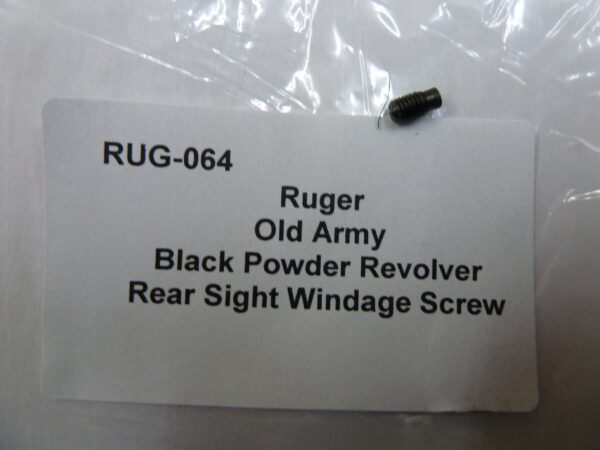 RUG-064
Ruger
Old Army
Black Powder Revolver
Rear Sight Windage Screw